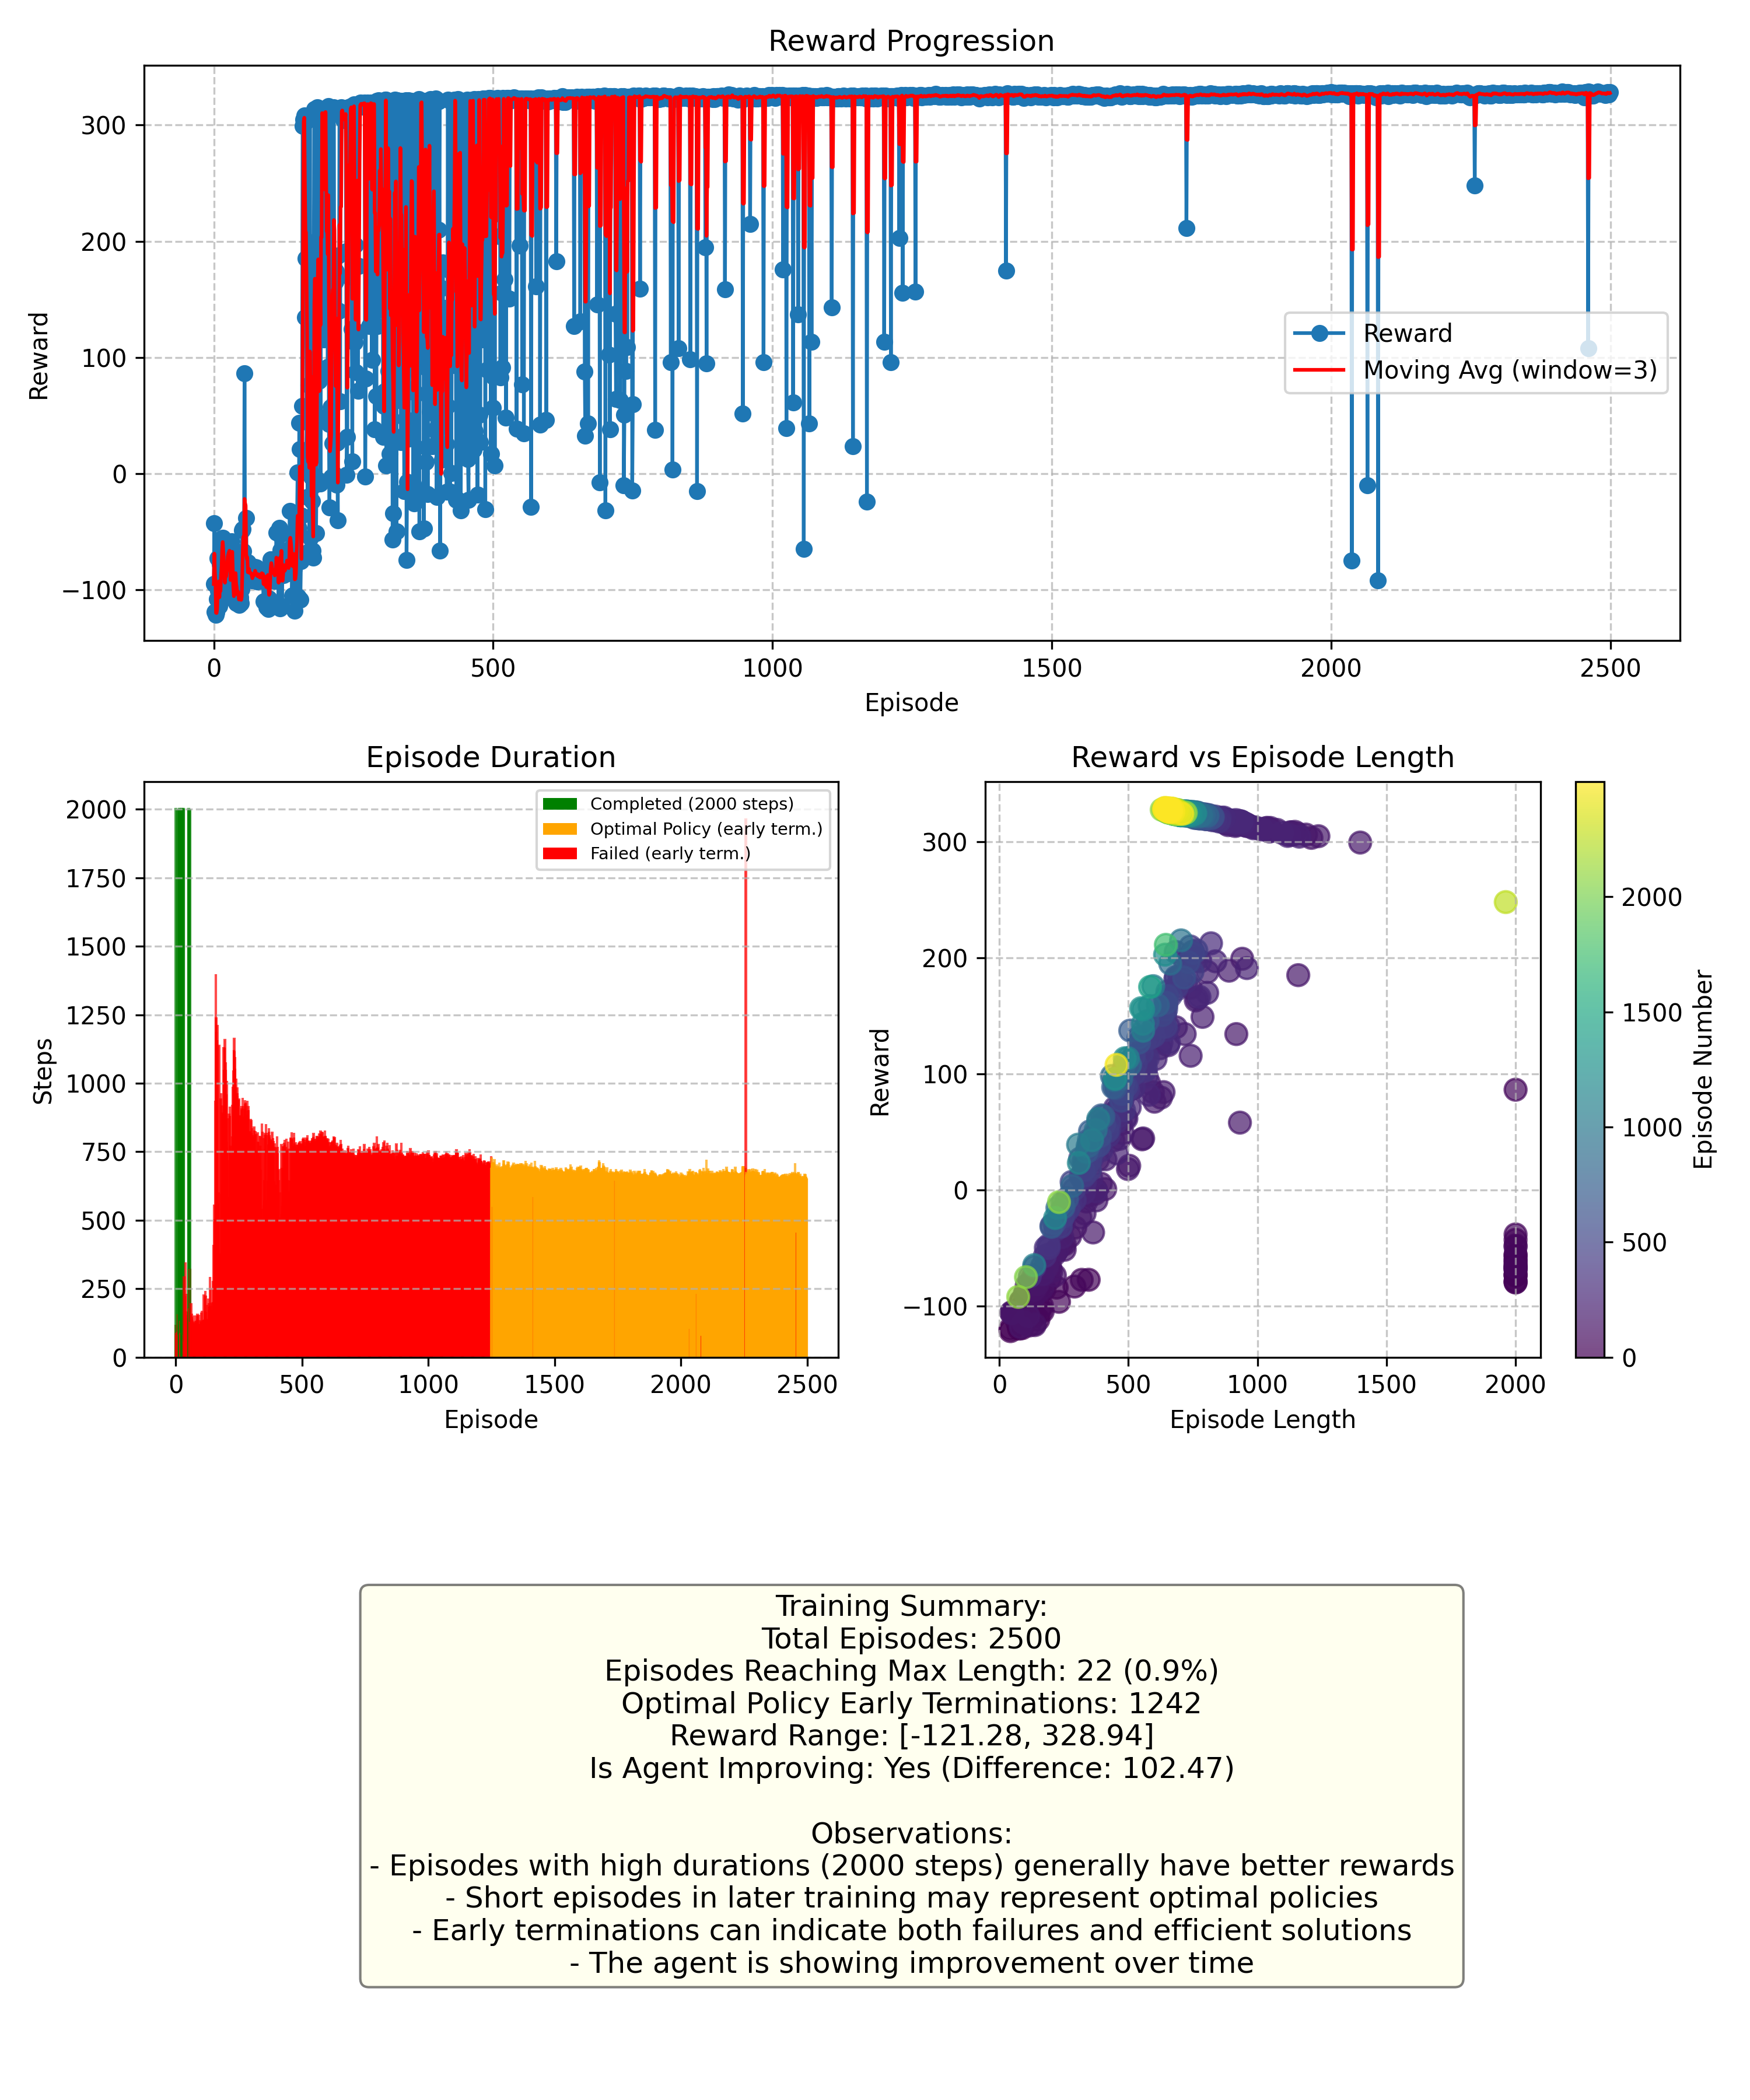 Reward Progression
300
200
100
0
−100
Reward
Reward
Moving Avg (window=3)
0
500
1000
1500
2000
2500
Episode
Episode Duration
2000
1750
1500
1250
1000
750
500
250
0
Steps
Completed (2000 steps)
Optimal Policy (early term.)
Failed (early term.)
0
500
1000
1500
2000
2500
Episode
Reward vs Episode Length
300
200
100
0
−100
Reward
0
500
1000
1500
2000
Episode Length
2000
1500
1000
500
0
Episode Number
Training Summary:
Total Episodes: 2500
Episodes Reaching Max Length: 22 (0.9%)
Optimal Policy Early Terminations: 1242
Reward Range: [-121.28, 328.94]
Is Agent Improving: Yes (Difference: 102.47)
Observations:
- Episodes with high durations (2000 steps) generally have better rewards
- Short episodes in later training may represent optimal policies
- Early terminations can indicate both failures and efficient solutions
- The agent is showing improvement over time